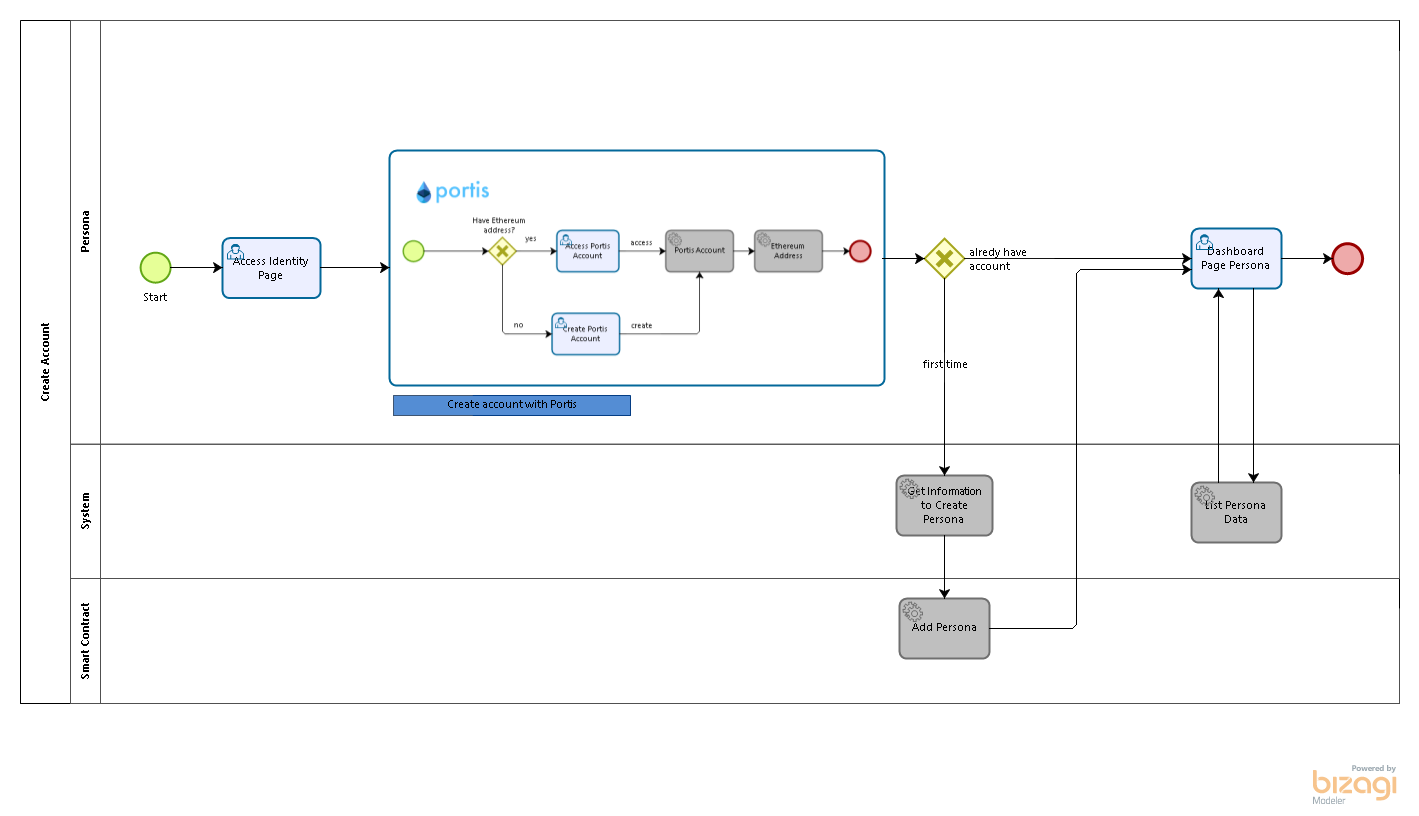 Create Account
Persona
Start
Access Identity
Page
portis
Have Ethereum
address?
yes
no
Access Portis
Account
access
Create Portis
Account
create
Portis Account
Ethereum
Address
Create account with Portis
alredy have
account
first time
Dashboard
Page Persona
System
Get Information
to Create
Persona
List Persona
Data
Smart Contract
Add Persona
Powered by
bizagi
Modeler